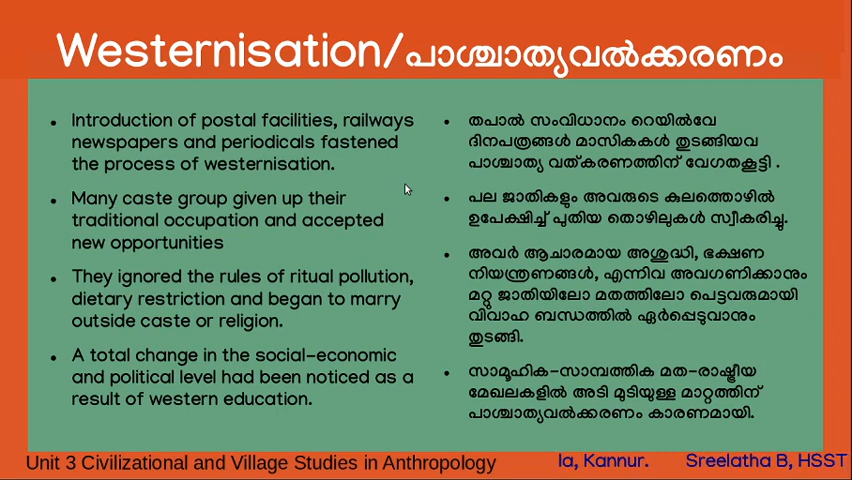 Westernisation/പാശ്ചാത്യവൽക്കരണം
• Introduction of postal facilities, railways
newspapers and periodicals fastened
the process of westernisation.
• Many caste group given up their
traditional occupation and accepted
new opportunities
• They ignored the rules of ritual pollution,
dietary restriction and began to marry
outside caste or religion.
• A total change in the social-economic
and political level had been noticed as a
result of western education.
• തപാൽ സംവിധാനം റെയിൽവേ
ദിനപത്രങ്ങൾ മാസികകൾ തുടങ്ങിയവ
പാശ്ചാത്യ വത്കരണത്തിന് വേഗതകൂട്ടി .
• പല ജാതികളും അവരുടെ കുലത്തൊഴിൽ
ഉപേക്ഷിച്ച് പുതിയ തൊഴിലുകൾ സ്വീകരിച്ചു.
• അവർ ആചാരമായ അശുദ്ധി, ഭക്ഷണ
നിയന്ത്രണങ്ങൾ, എന്നിവ അവഗണിക്കാനും
മറ്റു ജാതിയിലോ മതത്തിലോ പെട്ടവരുമായി
വിവാഹ ബന്ധത്തിൽ ഏർപ്പെടുവാനും
തുടങ്ങി.
• സാമൂഹിക-സാമ്പത്തിക മത-രാഷ്ട്രീയ
മേഖലകളിൽ അടി മുടിയുള്ള മാറ്റത്തിന്
പാശ്ചാത്യവൽക്കരണം കാരണമായി.
Unit 3 Civilizational and Village Studies in Anthropology
la, Kannur. Sreelatha B, HSST